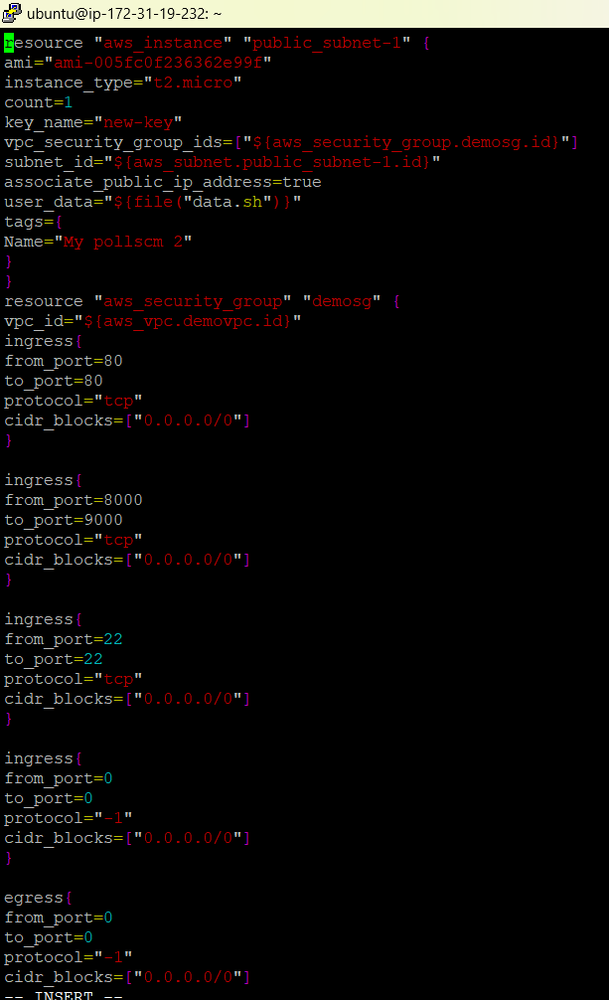 ubuntu@ip-172-31-19-232: ~
resource "aws_instance" "public_subnet-1" {
ami="ami-005fc0f236362e99f"
instance_type="t2.micro"
count=1
key_name="new-key"
vpc_security_group_ids=["${aws_security_group.demosg.id}"]
subnet_id="${aws_subnet.public_subnet-1.id}"
associate_public_ip_address=true
user_data="${file("data.sh")}"
tags={
Name="My pollscm 2"
}
}
resource "aws_security_group" "demosg" {
vpc_id="${aws_vpc.demovpc.id}"
ingress{
from_port=80
to_port=80
protocol="tcp"
cidr_blocks=["0.0.0.0/0"]
}
ingress{
from_port=8000
to_port=9000
protocol="tcp"
cidr_blocks=["0.0.0.0/0"]
}
ingress{
from_port=22
to_port=22
protocol="tcp"
cidr_blocks=["0.0.0.0/0"]
}
ingress{
from_port=0
to_port=0
protocol="-1"
cidr_blocks=["0.0.0.0/0"]
}
egress{
from_port=0
to_port=0
protocol="-1"
cidr_blocks=["0.0.0.0/0"]
-- INSERT --